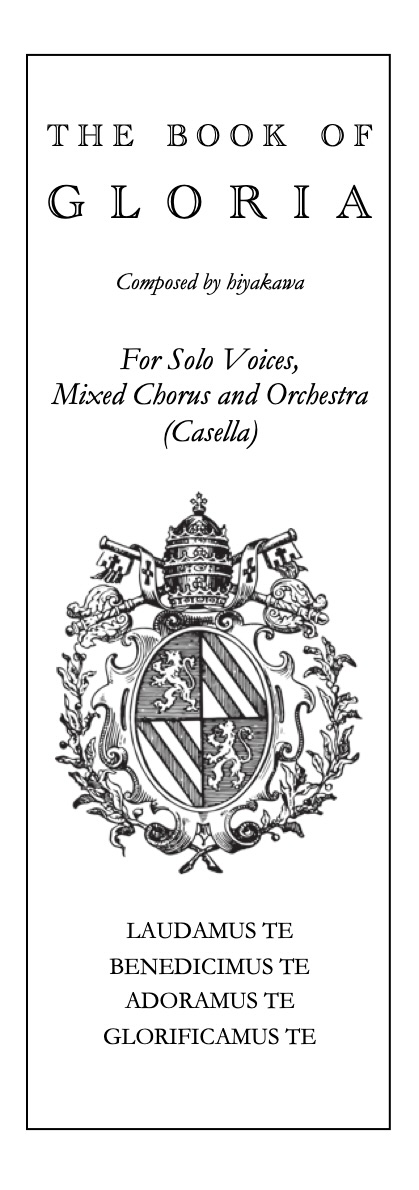 THE BOOK OF
GLORIA
Composed by hiyakawa
For Solo Voices,
Mixed Chorus and Orchestra
(Casella)
LAUDAMUS TE
BENEDICIMUS TE
ADORAMUS TE
GLORIFICAMUS TE